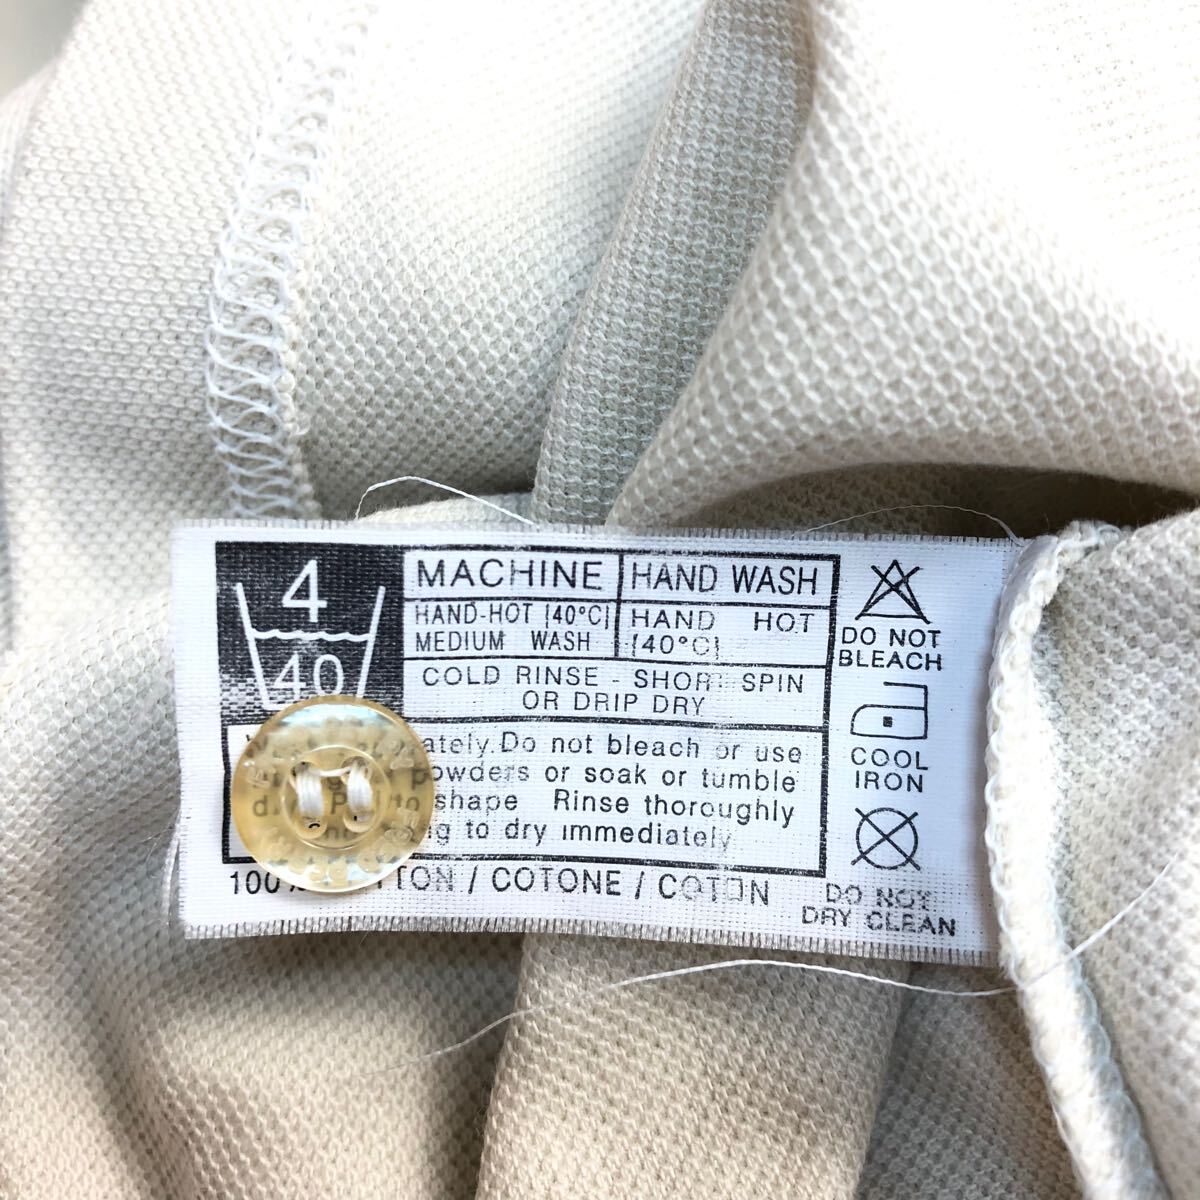 4
40
MACHINE
HAND WASH
HAND-HOT (40°C)
MEDIUM WASH
HAND HOT
(40°C)
COLD RINSE - SHORT SPIN
OR DRIP DRY
Do not bleach or use
powders or soak or tumble
shape Rinse thoroughly
to dry immediately
100% / COTONE / COTON
DO NOT
BLEACH
COOL
IRON
DO NOT
DRY CLEAN